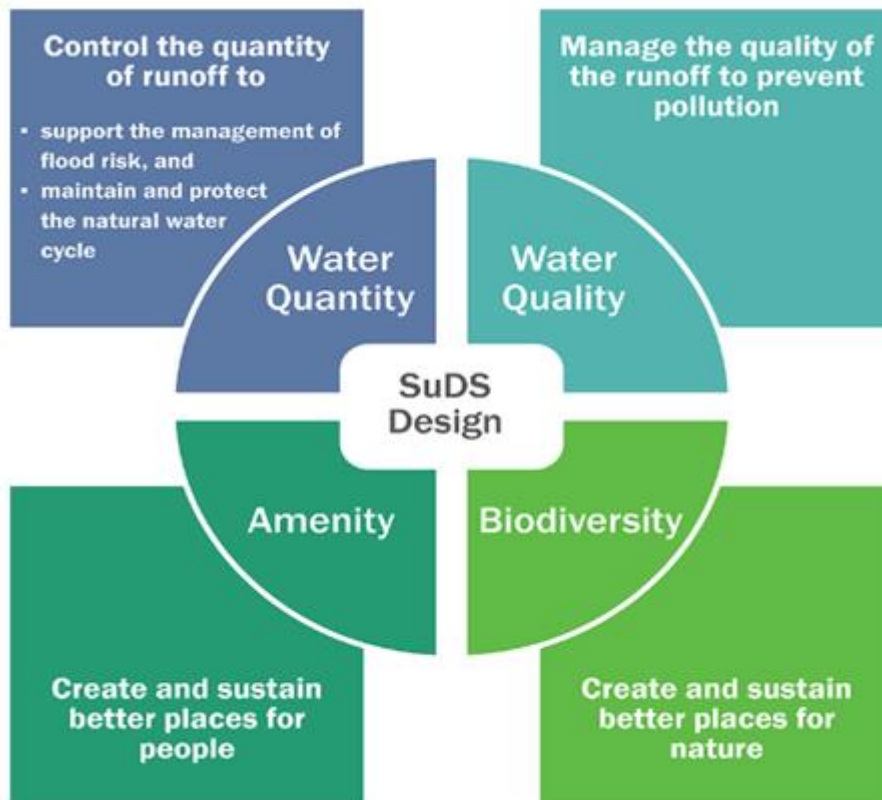 Control the quantity
of runoff to
• support the management of
flood risk, and
• maintain and protect
the natural water
cycle
Manage the quality of
the runoff to prevent
pollution
Water
Quantity
Water
Quality
SuDS
Design
Amenity
Biodiversity
Create and sustain
better places for
people
Create and sustain
better places for
nature